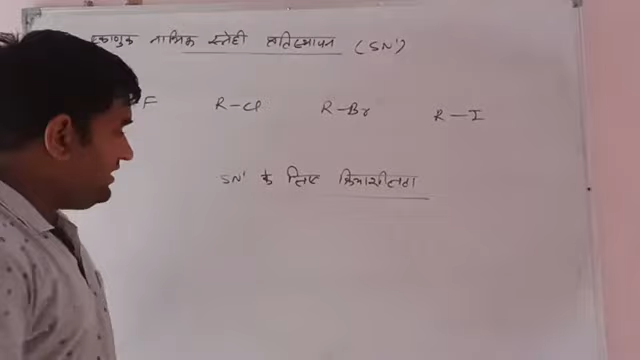 एकाणुक नाभिक स्नेही प्रतिस्थापन (SN¹)
F R-Cl R-Br R-I
SN¹ के लिए क्रियाशीलता